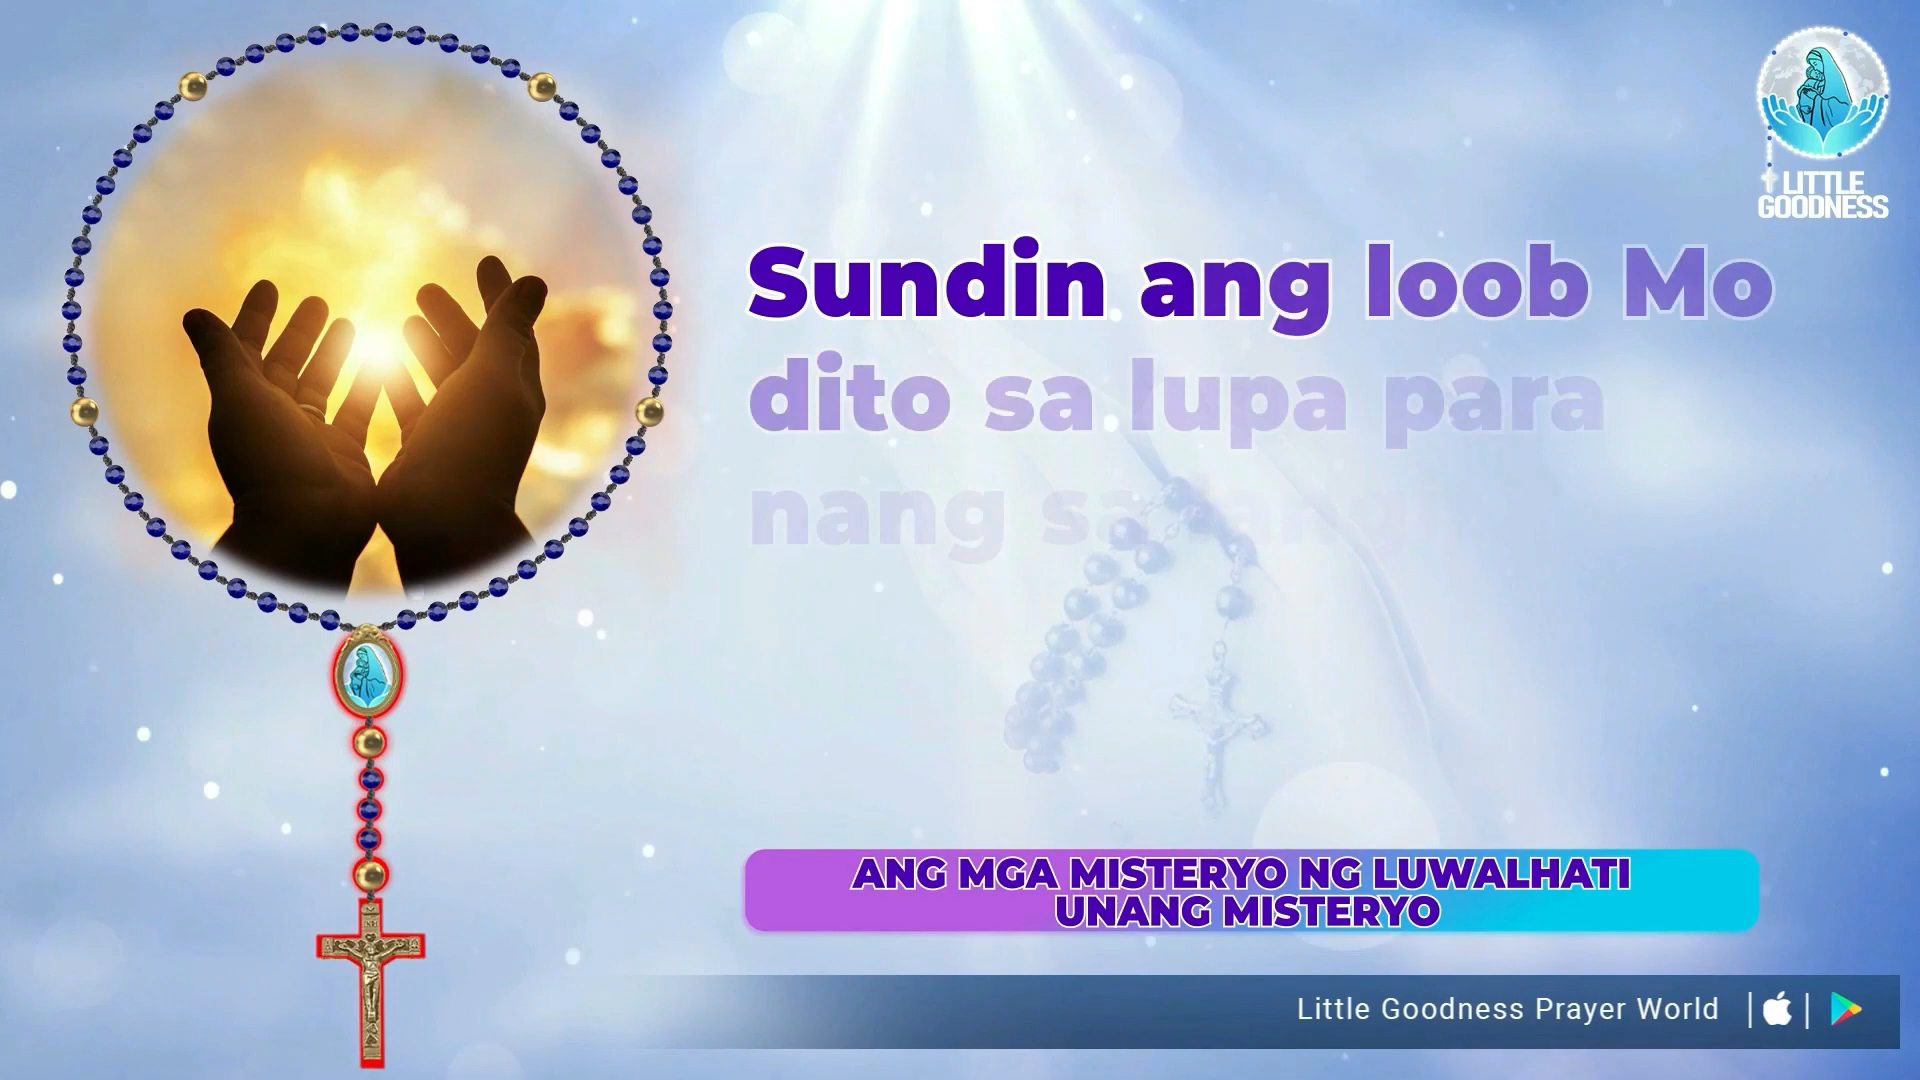 LITTLE
GOODNESS
Sundin ang loob Mo
dito sa lupa para
nang sa
ANG MGA MISTERYO NG LUWALHATI
UNANG MISTERYO
Little Goodness Prayer World